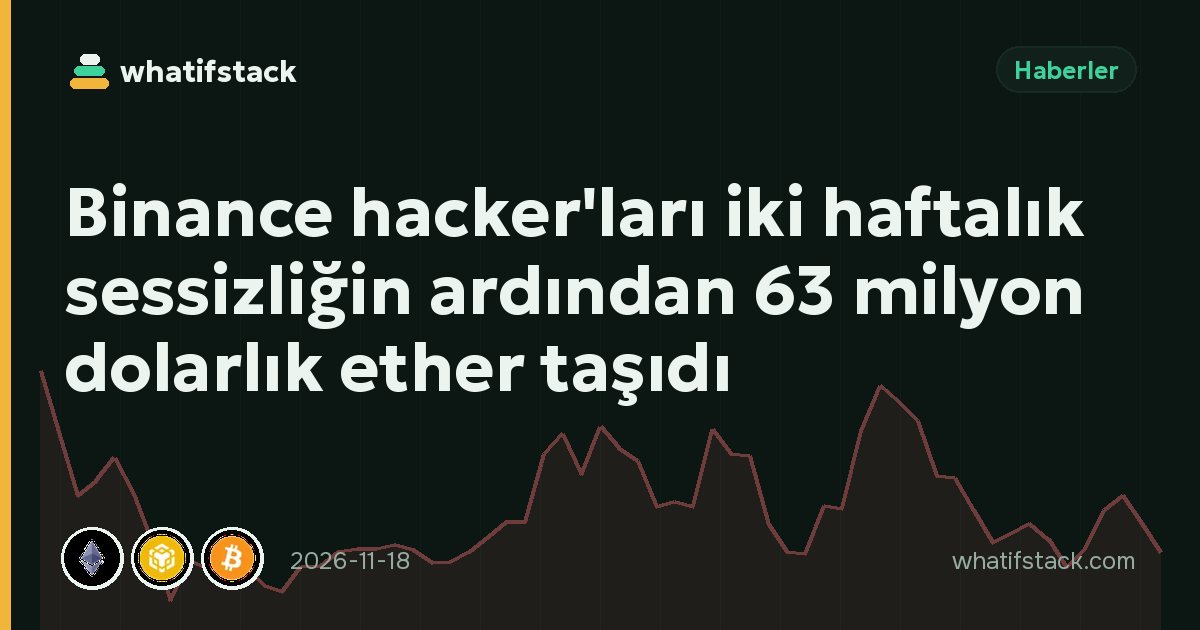 whatifstack
Haberler
Binance hacker'ları iki haftalık
sessizliğin ardından 63 milyon
dolarlık ether taşıdı
2026-11-18
whatifstack.com